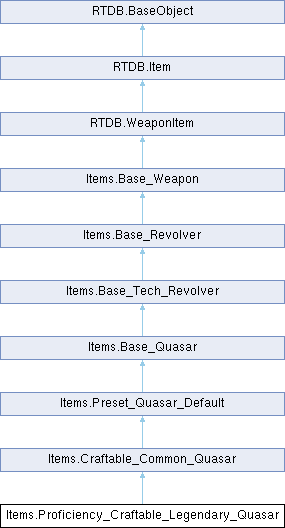 RTDB.BaseObject
RTDB.Item
RTDB.WeaponItem
Items.Base_Weapon
Items.Base_Revolver
Items.Base_Tech_Revolver
Items.Base_Quasar
Items.Preset_Quasar_Default
Items.Craftable_Common_Quasar
Items.Proficiency_Craftable_Legendary_Quasar